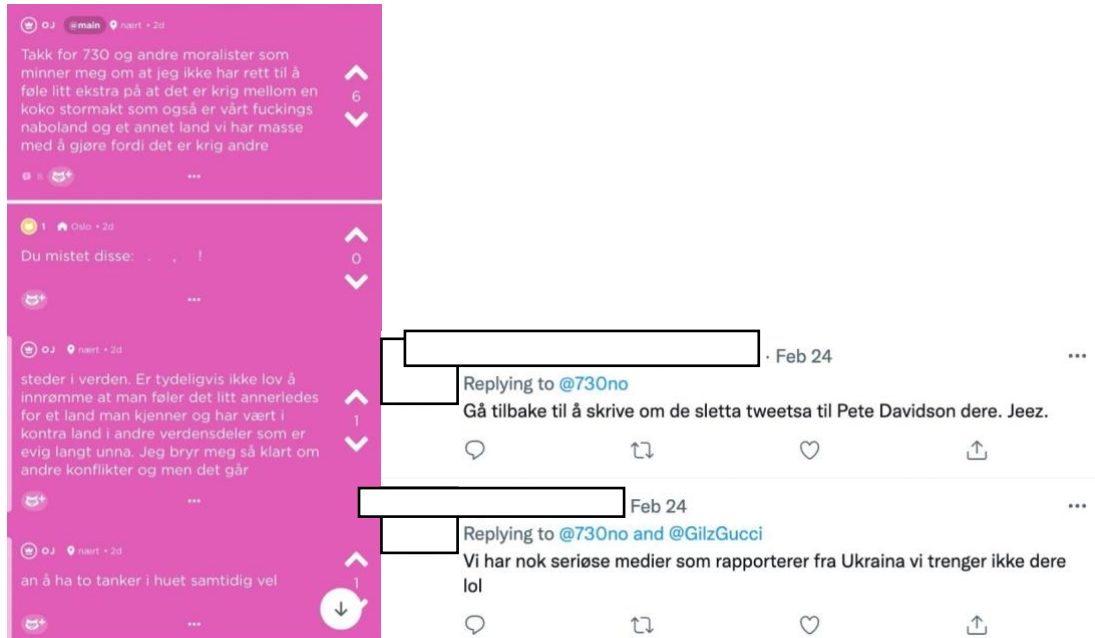 OJ @main nært • 2d
Takk for 730 og andre moralister som
minner meg om at jeg ikke har rett til å
føle litt ekstra på at det er krig mellom en
koko stormakt som også er vårt fuckings
naboland og et annet land vi har masse
med å gjøre fordi det er krig andre
6
1 Oslo • 2d
Du mistet disse: . , !
0
OJ nært • 2d
steder i verden. Er tydeligvis ikke lov å
innrømme at man føler det litt annerledes
for et land man kjenner og har vært i
kontra land i andre verdensdeler som er
evig langt unna. Jeg bryr meg så klart om
andre konflikter og men det går
1
OJ nært • 2d
an å ha to tanker i huet samtidig vel
1
· Feb 24
Replying to @730no
Gå tilbake til å skrive om de sletta tweetsa til Pete Davidson dere. Jeez.
Feb 24
Replying to @730no and @GilzGucci
Vi har nok seriøse medier som rapporterer fra Ukraina vi trenger ikke dere
lol